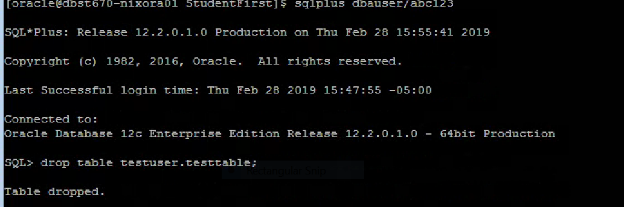 [oracle@dbst670-nixora01 StudentFirst]$ sqlplus dbauser/abc123
SQL*Plus: Release 12.2.0.1.0 Production on Thu Feb 28 15:55:41 2019
Copyright (c) 1982, 2016, Oracle.  All rights reserved.
Last Successful login time: Thu Feb 28 2019 15:47:55 -05:00
Connected to:
Oracle Database 12c Enterprise Edition Release 12.2.0.1.0 - 64bit Production
SQL> drop table testuser.testtable;
Table dropped.